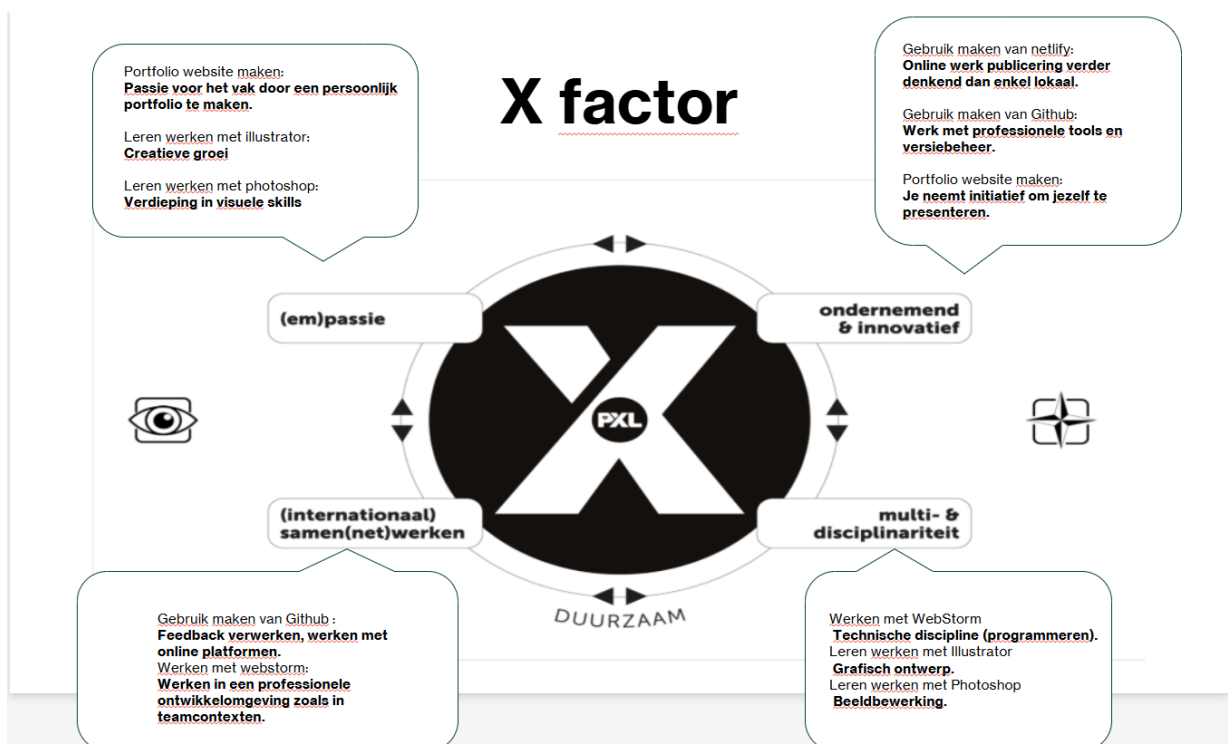 X factor
Portfolio website maken:
Passie voor het vak door een persoonlijk
portfolio te maken.
Leren werken met illustrator:
Creatieve groei
Leren werken met photoshop:
Verdieping in visuele skills
Gebruik maken van netlify:
Online werk publicering verder
denkend dan enkel lokaal.
Gebruik maken van Github:
Werk met professionele tools en
versiebeheer.
Portfolio website maken:
Je neemt initiatief om jezelf te
presenteren.
(em)passie
ondernemend
& innovatief
PXL
(internationaal)
samen(net)werken
multi- &
disciplinariteit
DUURZAAM
Gebruik maken van Github :
Feedback verwerken, werken met
online platformen.
Werken met webstorm:
Werken in een professionele
ontwikkelomgeving zoals in
teamcontexten.
Werken met WebStorm
Technische discipline (programmeren).
Leren werken met Illustrator
Grafisch ontwerp.
Leren werken met Photoshop
Beeldbewerking.